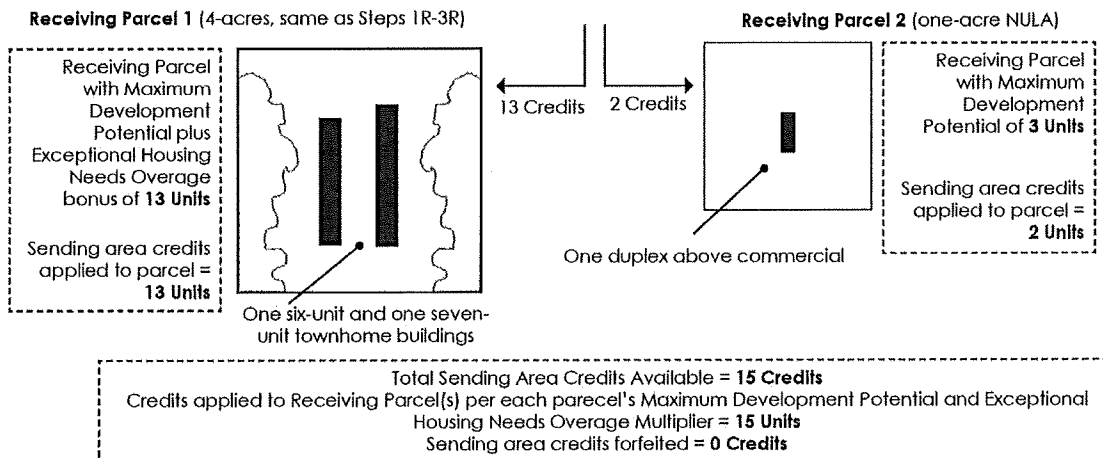 Receiving Parcel 1 (4-acres, same as Steps 1R-3R)
Receiving Parcel
with Maximum
Development
Potential plus
Exceptional Housing
Needs Overage
bonus of 13 Units
Sending area credits
applied to parcel =
13 Units
One six-unit and one seven-
unit townhome buildings
13 Credits
2 Credits
Receiving Parcel 2 (one-acre NULA)
One duplex above commercial
Receiving Parcel
with Maximum
Development
Potential of 3 Units
Sending area credits
applied to parcel =
2 Units
Total Sending Area Credits Available = 15 Credits
Credits applied to Receiving Parcel(s) per each parecel's Maximum Development Potential and Exceptional
Housing Needs Overage Multiplier = 15 Units
Sending area credits forfeited = 0 Credits